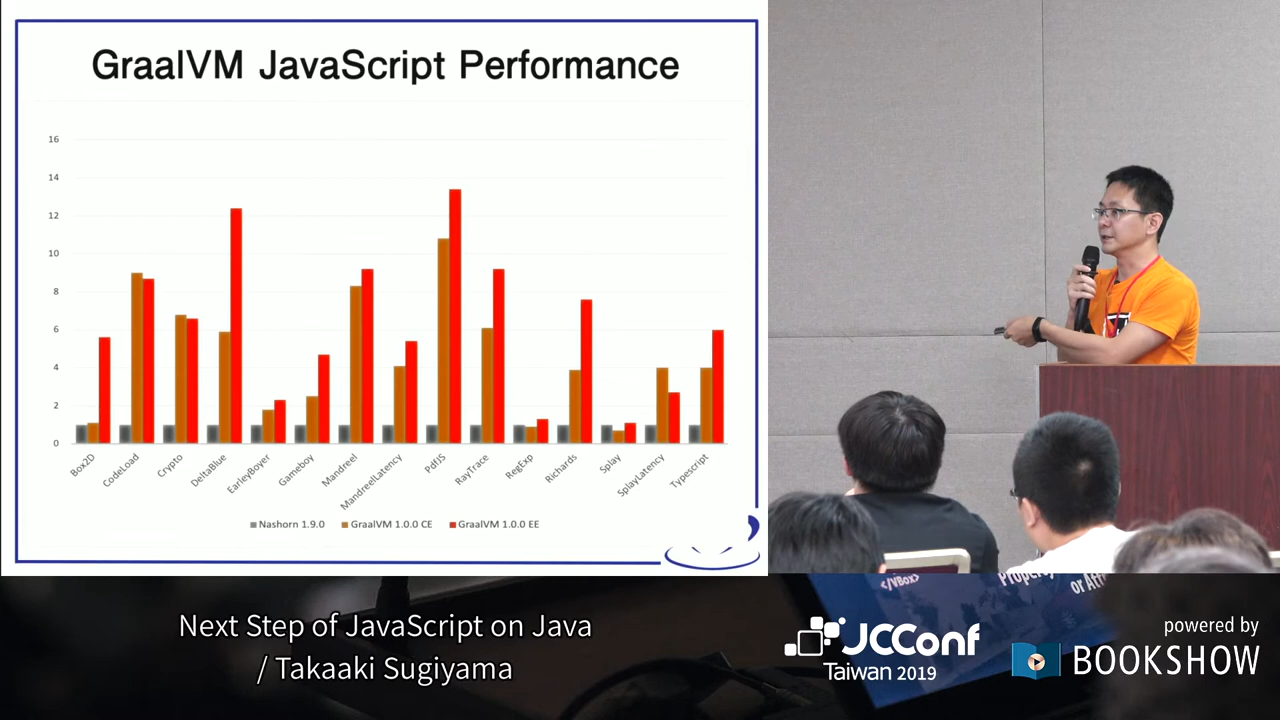 GraalVM JavaScript Performance
16
14
12
10
8
6
4
2
0
Box2D
CodeLoad
Crypto
DeltaBlue
EarleyBoyer
Gameboy
Mandreel
MandreelLatency
PdfJS
RayTrace
RegExp
Richards
Splay
SplayLatency
Typescript
Nashorn 1.9.0 GraalVM 1.0.0 CE GraalVM 1.0.0 EE
Next Step of JavaScript on Java
/ Takaaki Sugiyama
</VBox>
or
JCConf
Taiwan 2019
powered by
BOOKSHOW